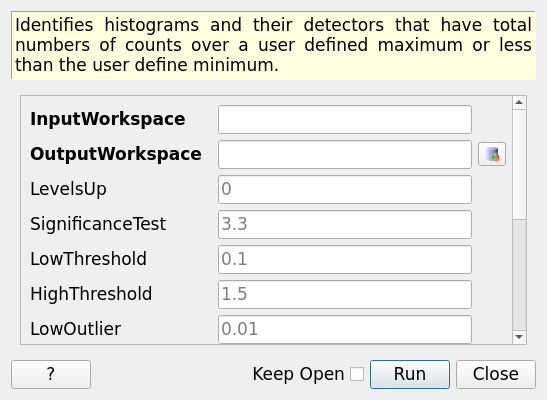 Identifies histograms and their detectors that have total
numbers of counts over a user defined maximum or less
than the user define minimum.
InputWorkspace
OutputWorkspace
LevelsUp 0
SignificanceTest 3.3
LowThreshold 0.1
HighThreshold 1.5
LowOutlier 0.01
? Keep Open Run Close